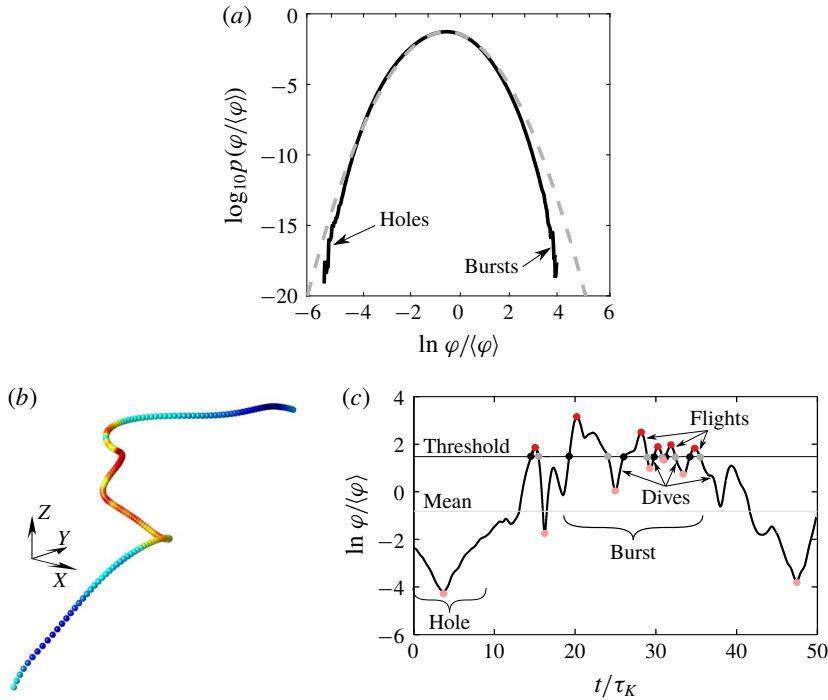 (a)
0
−5
−10
−15
−20
log10 p(φ/⟨φ⟩)
Holes
Bursts
−6 −4 −2 0 2 4 6
ln φ/⟨φ⟩
(b)
Z
Y
X
(c)
4
2
0
−2
−4
−6
ln φ/⟨φ⟩
Threshold
Flights
Mean
Dives
Burst
Hole
0 10 20 30 40 50
t/τK